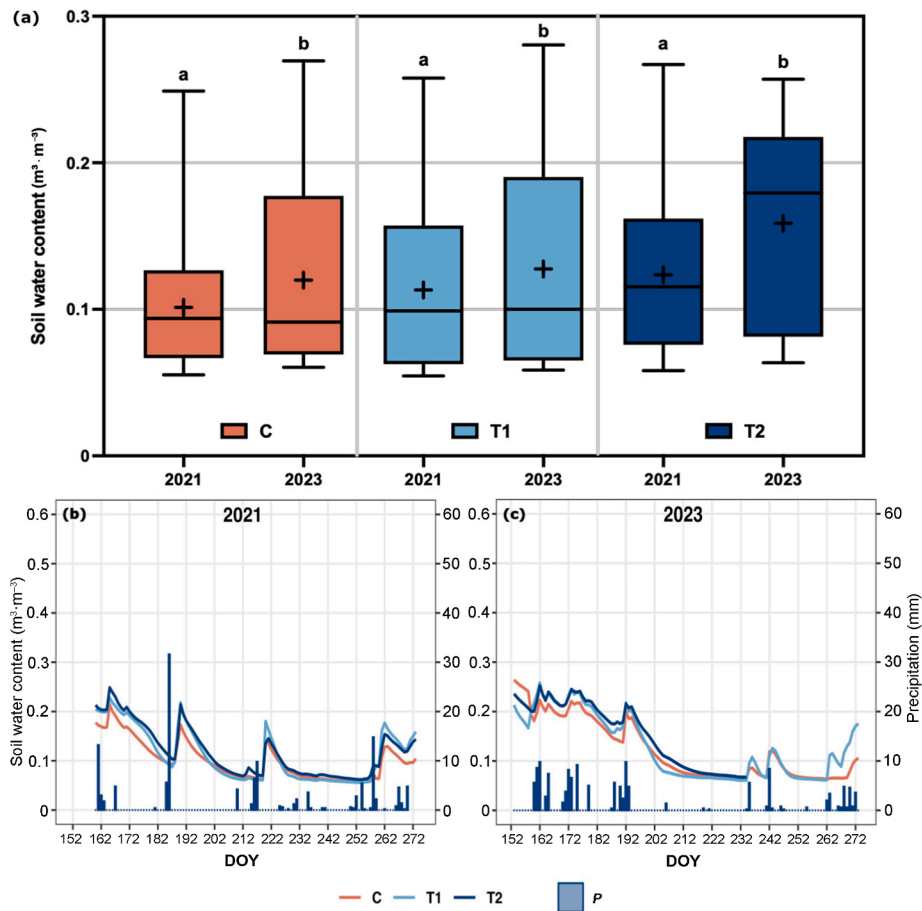 (a)
Soil water content (m³ · m⁻³)
0.3
0.2
0.1
0
a b a b a b
C T1 T2
2021 2023 2021 2023 2021 2023
(b) 2021
Soil water content (m³·m⁻³)
0.6 0.5 0.4 0.3 0.2 0.1 0
60 50 40 30 20 10 0
152 162 172 182 192 202 212 222 232 242 252 262 272
DOY
(c) 2023
0.6 0.5 0.4 0.3 0.2 0.1 0
60 50 40 30 20 10 0
Precipitation (mm)
152 162 172 182 192 202 212 222 232 242 252 262 272
DOY
C T1 T2 P